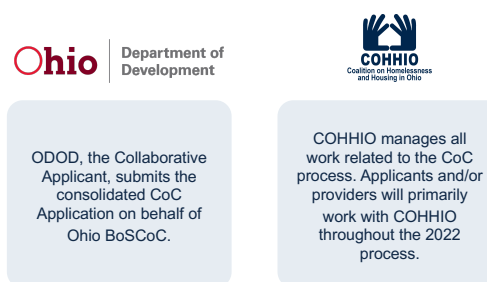 Ohio
Department of
Development
COHHIO
Coalition on Homelessness
and Housing in Ohio
ODOD, the Collaborative
Applicant, submits the
consolidated CoC
Application on behalf of
Ohio BoSCoC.
COHHIO manages all
work related to the CoC
process. Applicants and/or
providers will primarily
work with COHHIO
throughout the 2022
process.